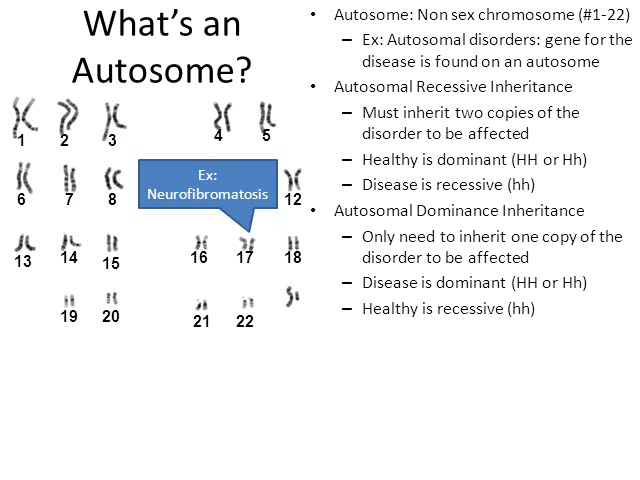 What's an
Autosome?
1 2 3 4 5
6 7 8 12
Ex:
Neurofibromatosis
13 14 15 16 17 18
19 20 21 22
• Autosome: Non sex chromosome (#1-22)
– Ex: Autosomal disorders: gene for the
disease is found on an autosome
• Autosomal Recessive Inheritance
– Must inherit two copies of the
disorder to be affected
– Healthy is dominant (HH or Hh)
– Disease is recessive (hh)
• Autosomal Dominance Inheritance
– Only need to inherit one copy of the
disorder to be affected
– Disease is dominant (HH or Hh)
– Healthy is recessive (hh)